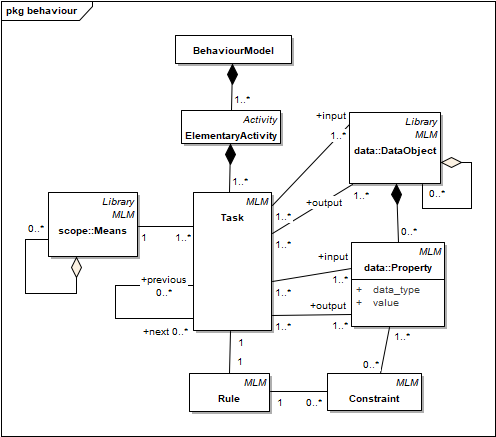 pkg behaviour
BehaviourModel
1..*
Activity
ElementaryActivity
1..*
+input
1..*
Library
MLM
data::DataObject
0..*
+output
1..*
1..*
1..*
0..*
Library
MLM
scope::Means
0..*
1
1..*
MLM
Task
+previous
0..*
+next 0..*
+input
1..*
1..*
+output
1..*
1..*
MLM
data::Property
+ data_type
+ value
1..*
1
1
0..*
MLM
Rule
1
0..*
MLM
Constraint